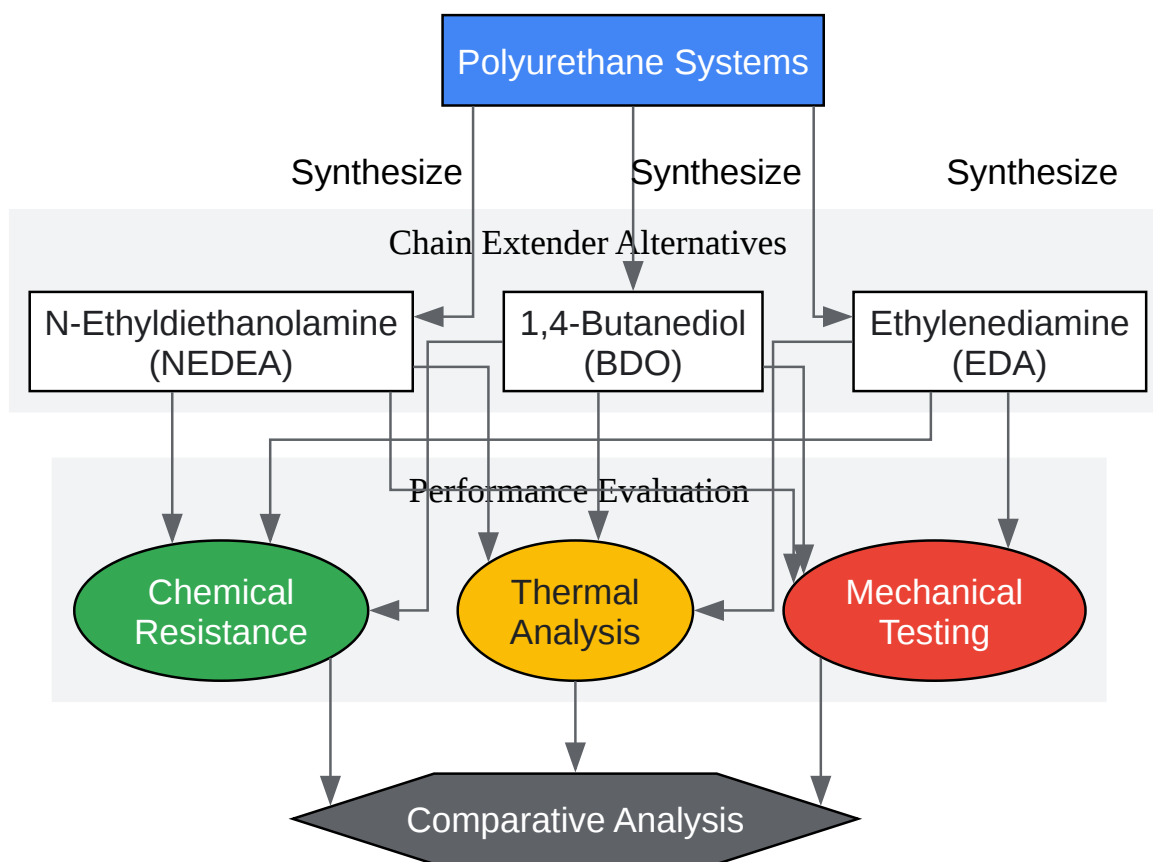 Polyurethane Systems
Synthesize Synthesize Synthesize
Chain Extender Alternatives
N-Ethyldiethanolamine
(NEDEA)
1,4-Butanediol
(BDO)
Ethylenediamine
(EDA)
Performance Evaluation
Chemical
Resistance
Thermal
Analysis
Mechanical
Testing
Comparative Analysis